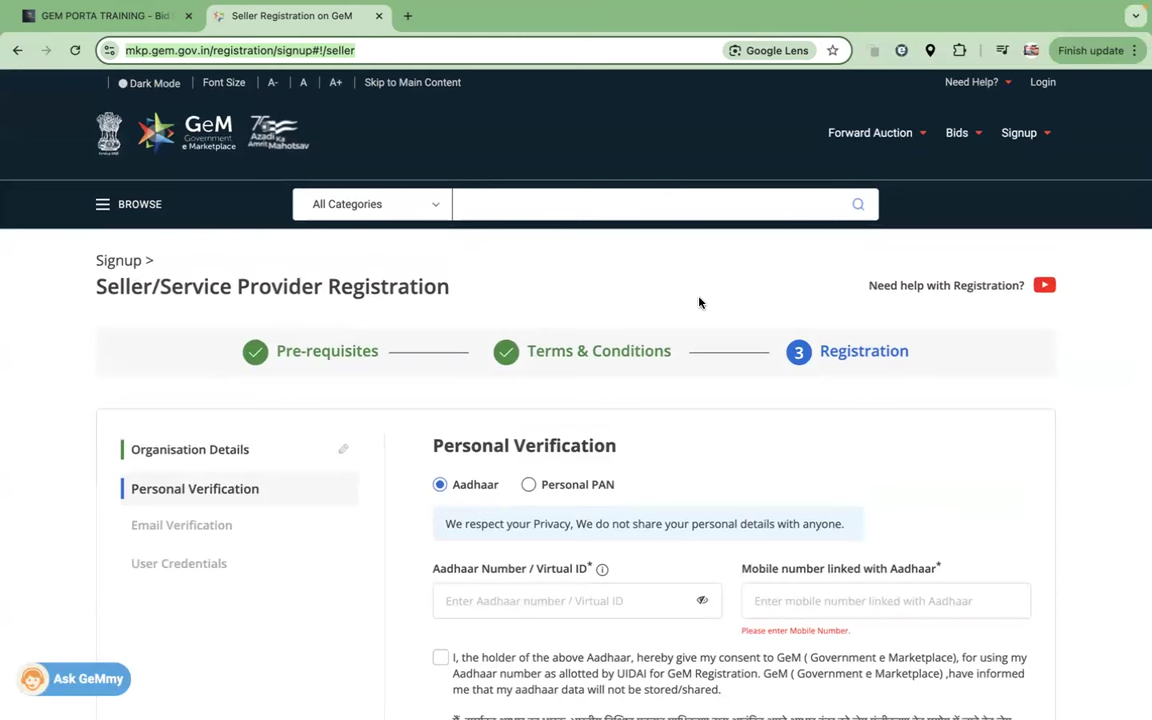 GEM PORTA TRAINING - Bid
Seller Registration on GeM
mkp.gem.gov.in/registration/signup#!/seller
Google Lens
Finish update
Dark Mode
Font Size
A-
A
A+
Skip to Main Content
Need Help?
Login
GeM
Government
e Marketplace
Azadi Ka
Amrit Mahotsav
Forward Auction
Bids
Signup
BROWSE
All Categories
Signup >
Seller/Service Provider Registration
Need help with Registration?
Pre-requisites
Terms & Conditions
3 Registration
Organisation Details
Personal Verification
Email Verification
User Credentials
Personal Verification
Aadhaar
Personal PAN
We respect your Privacy, We do not share your personal details with anyone.
Aadhaar Number / Virtual ID*
Mobile number linked with Aadhaar*
Enter Aadhaar number / Virtual ID
Enter mobile number linked with Aadhaar
Please enter Mobile Number.
I, the holder of the above Aadhaar, hereby give my consent to GeM ( Government e Marketplace), for using my
Aadhaar number as allotted by UIDAI for GeM Registration. GeM ( Government e Marketplace) ,have informed
me that my aadhaar data will not be stored/shared.
Ask GeMmy